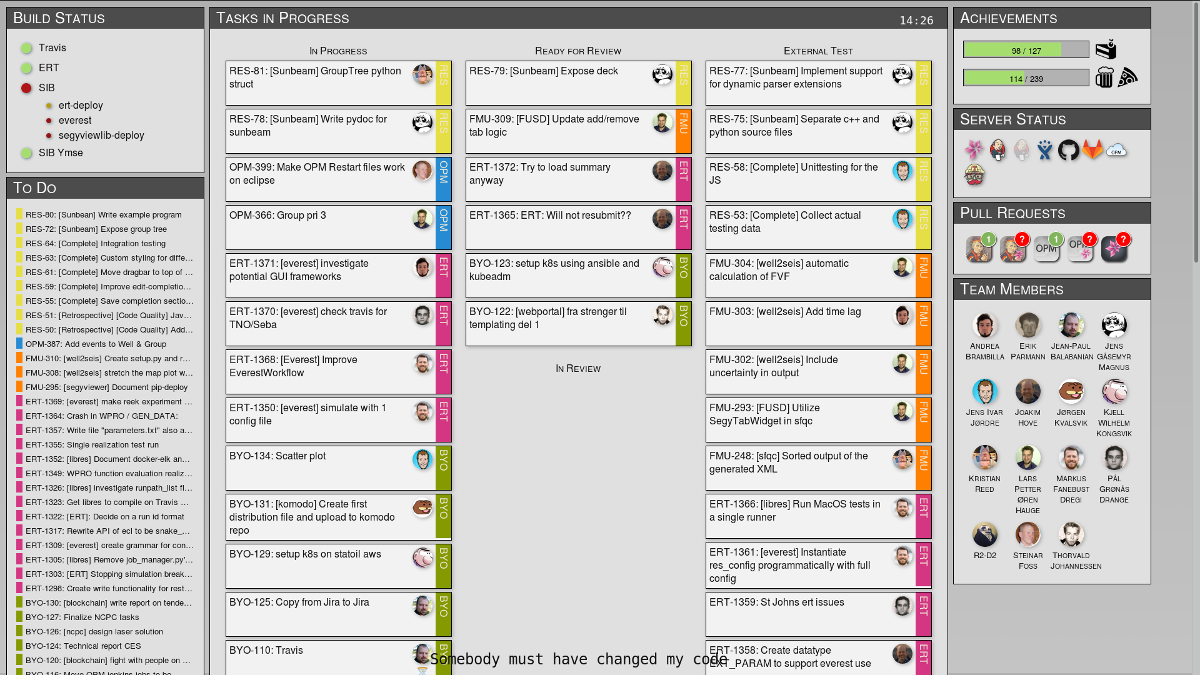 BUILD STATUS
Travis
ERT
SIB
ert-deploy
everest
segyviewlib-deploy
SIB Ymse
TO DO
RES-80: [Sunbeam] Write example program
RES-72: [Sunbeam] Expose group tree
RES-64: [Complete] Integration testing
RES-63: [Complete] Custom styling for diffe...
RES-61: [Complete] Move dragbar to top of ...
RES-59: [Complete] Improve edit-completio...
RES-55: [Complete] Save completion sectio...
RES-51: [Retrospective] [Code Quality] Jav...
RES-50: [Retrospective] [Code Quality] Add...
OPM-387: Add events to Well & Group
FMU-310: [well2seis] Create setup.py and r...
FMU-308: [well2seis] stretch the map plot w...
FMU-295: [segyviewer] Document pip-deploy
ERT-1369: [everest] make reek experiment ...
ERT-1364: Crash in WPRO / GEN_DATA:
ERT-1357: Write file "parameters.txt" also a...
ERT-1355: Single realization test run
ERT-1352: [libres] Document docker-elk an...
ERT-1349: WPRO function evaluation realiz...
ERT-1326: [libres] investigate runpath_list fi...
ERT-1323: Get libres to compile on Travis ...
ERT-1322: [ERT]: Decide on a run id format
ERT-1317: Rewrite API of ecl to be snake_...
ERT-1309: [everest] create grammar for con...
ERT-1305: [libres] Remove job_manager.py'...
ERT-1303: [ERT] Stopping simulation break...
ERT-1298: Create write functionality for rest...
BYO-130: [blockchain] write report on tende...
BYO-127: Finalize NCPC tasks
BYO-126: [ncpc] design laser solution
BYO-124: Technical report CES
BYO-120: [blockchain] fight with people on ...
TASKS IN PROGRESS
14:26
IN PROGRESS
RES-81: [Sunbeam] GroupTree python
struct
RES
RES-78: [Sunbeam] Write pydoc for
sunbeam
RES
OPM-399: Make OPM Restart files work
on eclipse
OPM
OPM-366: Group pri 3
OPM
ERT-1371: [everest] investigate
potential GUI frameworks
ERT
ERT-1370: [everest] check travis for
TNO/Seba
ERT
ERT-1368: [Everest] Improve
EverestWorkflow
ERT
ERT-1350: [everest] simulate with 1
config file
ERT
BYO-134: Scatter plot
BYO
BYO-131: [komodo] Create first
distribution file and upload to komodo
repo
BYO
BYO-129: setup k8s on statoil aws
BYO
BYO-125: Copy from Jira to Jira
BYO
BYO-110: Travis
BYO
READY FOR REVIEW
RES-79: [Sunbeam] Expose deck
RES
FMU-309: [FUSD] Update add/remove
tab logic
FMU
ERT-1372: Try to load summary
anyway
ERT
ERT-1365: ERT: Will not resubmit??
ERT
BYO-123: setup k8s using ansible and
kubeadm
BYO
BYO-122: [webportal] fra strenger til
templating del 1
BYO
IN REVIEW
EXTERNAL TEST
RES-77: [Sunbeam] Implement support
for dynamic parser extensions
RES
RES-75: [Sunbeam] Separate c++ and
python source files
RES
RES-58: [Complete] Unittesting for the
JS
RES
RES-53: [Complete] Collect actual
testing data
RES
FMU-304: [well2seis] automatic
calculation of FVF
FMU
FMU-303: [well2seis] Add time lag
FMU
FMU-302: [well2seis] Include
uncertainty in output
FMU
FMU-293: [FUSD] Utilize
SegyTabWidget in sfqc
FMU
FMU-248: [sfqc] Sorted output of the
generated XML
FMU
ERT-1366: [libres] Run MacOS tests in
a single runner
ERT
ERT-1361: [everest] Instantiate
res_config programmatically with full
config
ERT
ERT-1359: St Johns ert issues
ERT
ERT-1358: Create datatype
EXT_PARAM to support everest use
ERT
Somebody must have changed my code
ACHIEVEMENTS
98 / 127
114 / 239
SERVER STATUS
OPM
PULL REQUESTS
1
?
OPM
1
?
?
TEAM MEMBERS
ANDREA
BRAMBILLA
ERIK
PARMANN
JEAN-PAUL
BALABANIAN
JENS
GÅSEMYR
MAGNUS
JENS IVAR
JØRDRE
JOAKIM
HOVE
JØRGEN
KVALSVIK
KJELL
WILHELM
KONGSVIK
KRISTIAN
REED
LARS
PETTER
ØREN
HAUGE
MARKUS
FANEBUST
DREGI
PÅL
GRØNÅS
DRANGE
R2-D2
STEINAR
FOSS
THORVALD
JOHANNESSEN